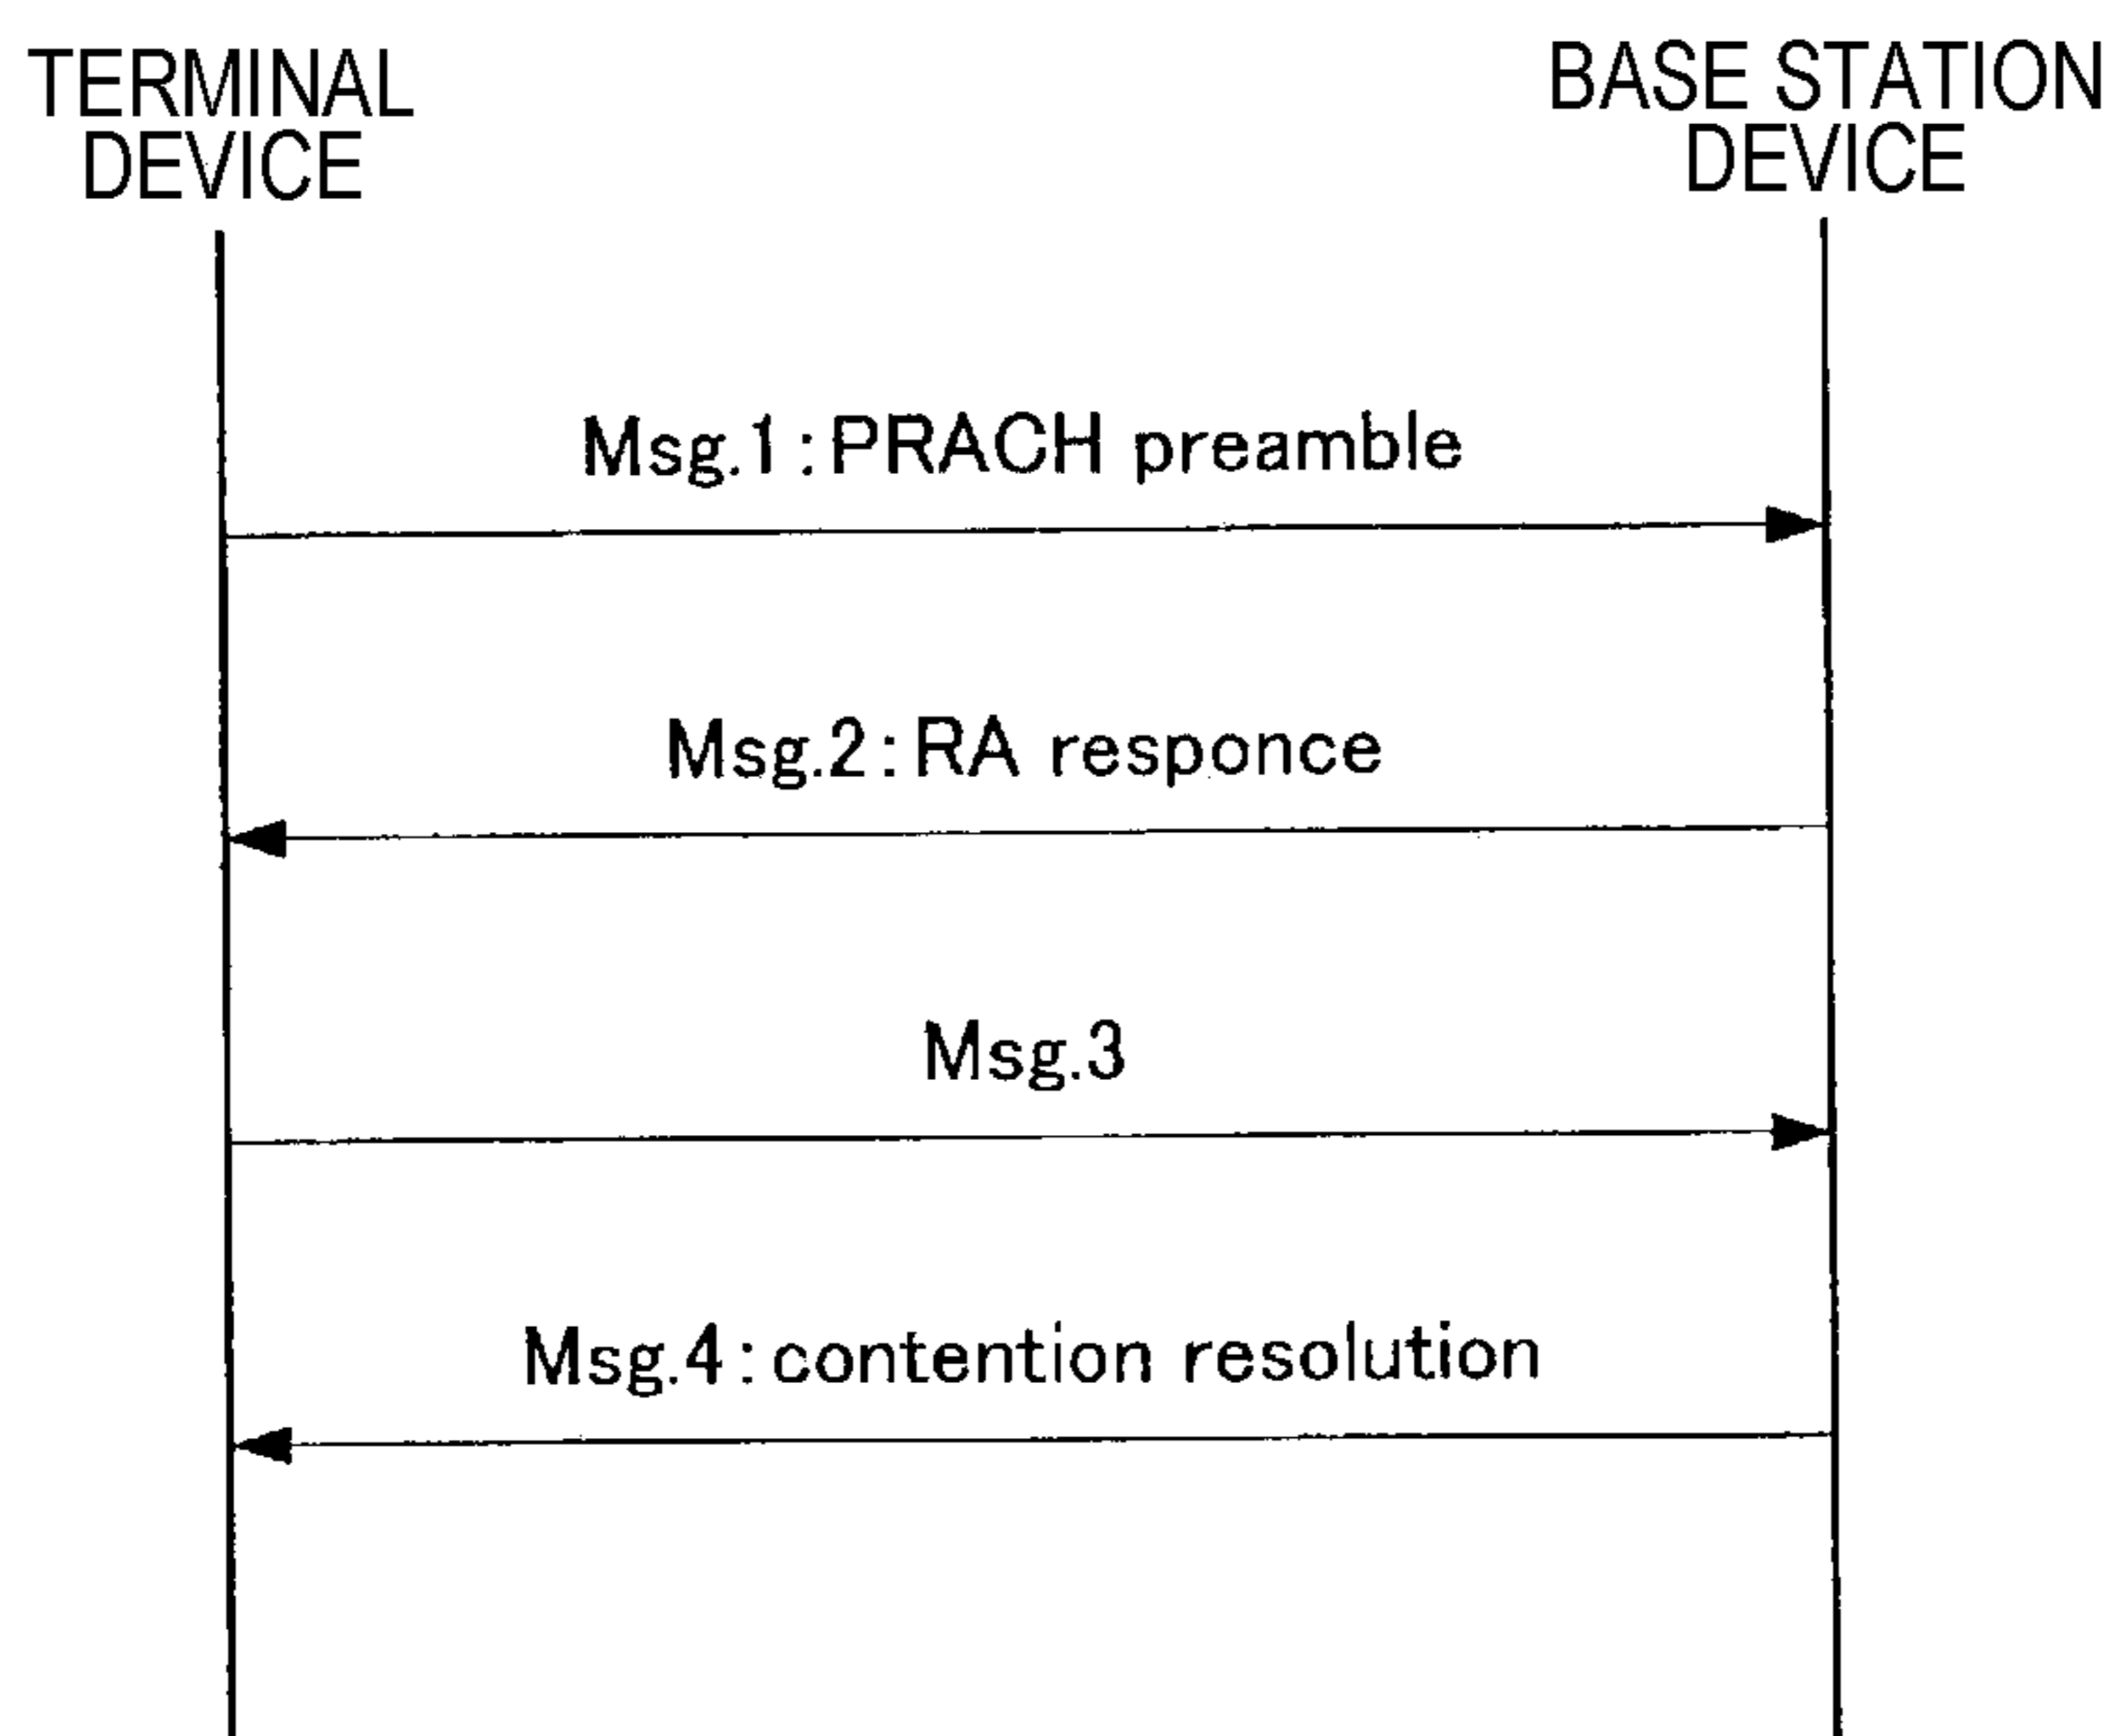 TERMINAL
DEVICE
BASE STATION
DEVICE
Msg.1:PRACH preamble
Msg.2:RA responce
Msg.3
Msg.4:contention resolution